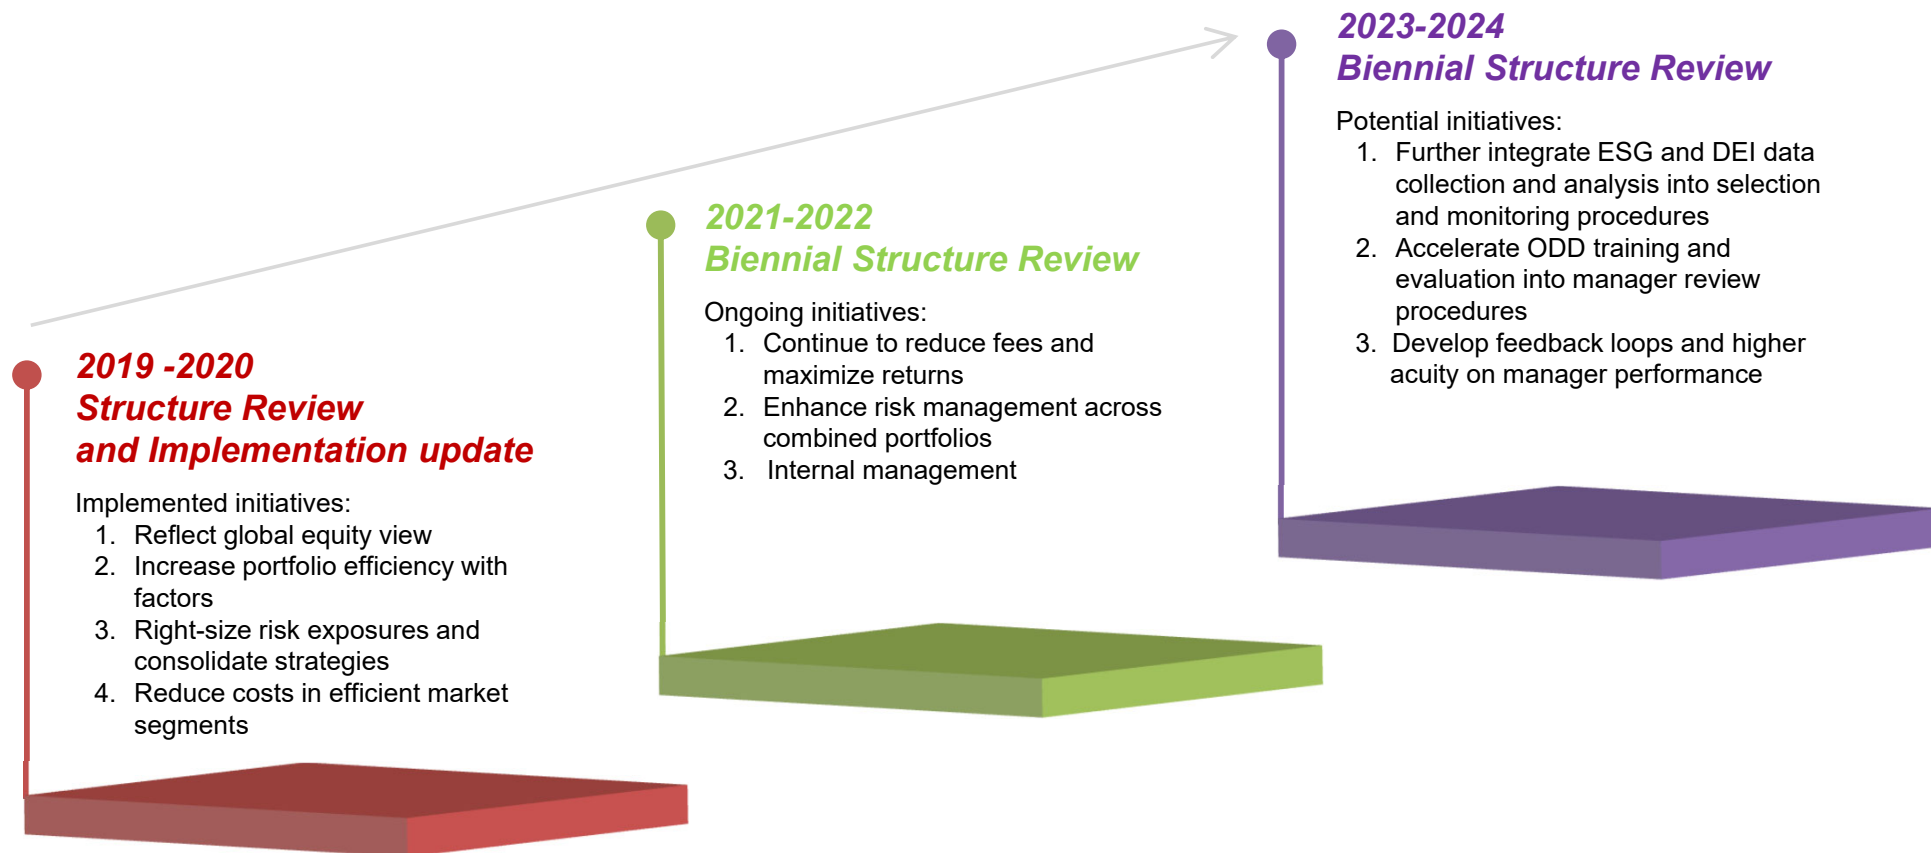 2019 -2020
Structure Review
and Implementation update
Implemented initiatives:
1. Reflect global equity view
2. Increase portfolio efficiency with
factors
3. Right-size risk exposures and
consolidate strategies
4. Reduce costs in efficient market
segments
2021-2022
Biennial Structure Review
Ongoing initiatives:
1. Continue to reduce fees and
maximize returns
2. Enhance risk management across
combined portfolios
3. Internal management
2023-2024
Biennial Structure Review
Potential initiatives:
1. Further integrate ESG and DEI data
collection and analysis into selection
and monitoring procedures
2. Accelerate ODD training and
evaluation into manager review
procedures
3. Develop feedback loops and higher
acuity on manager performance